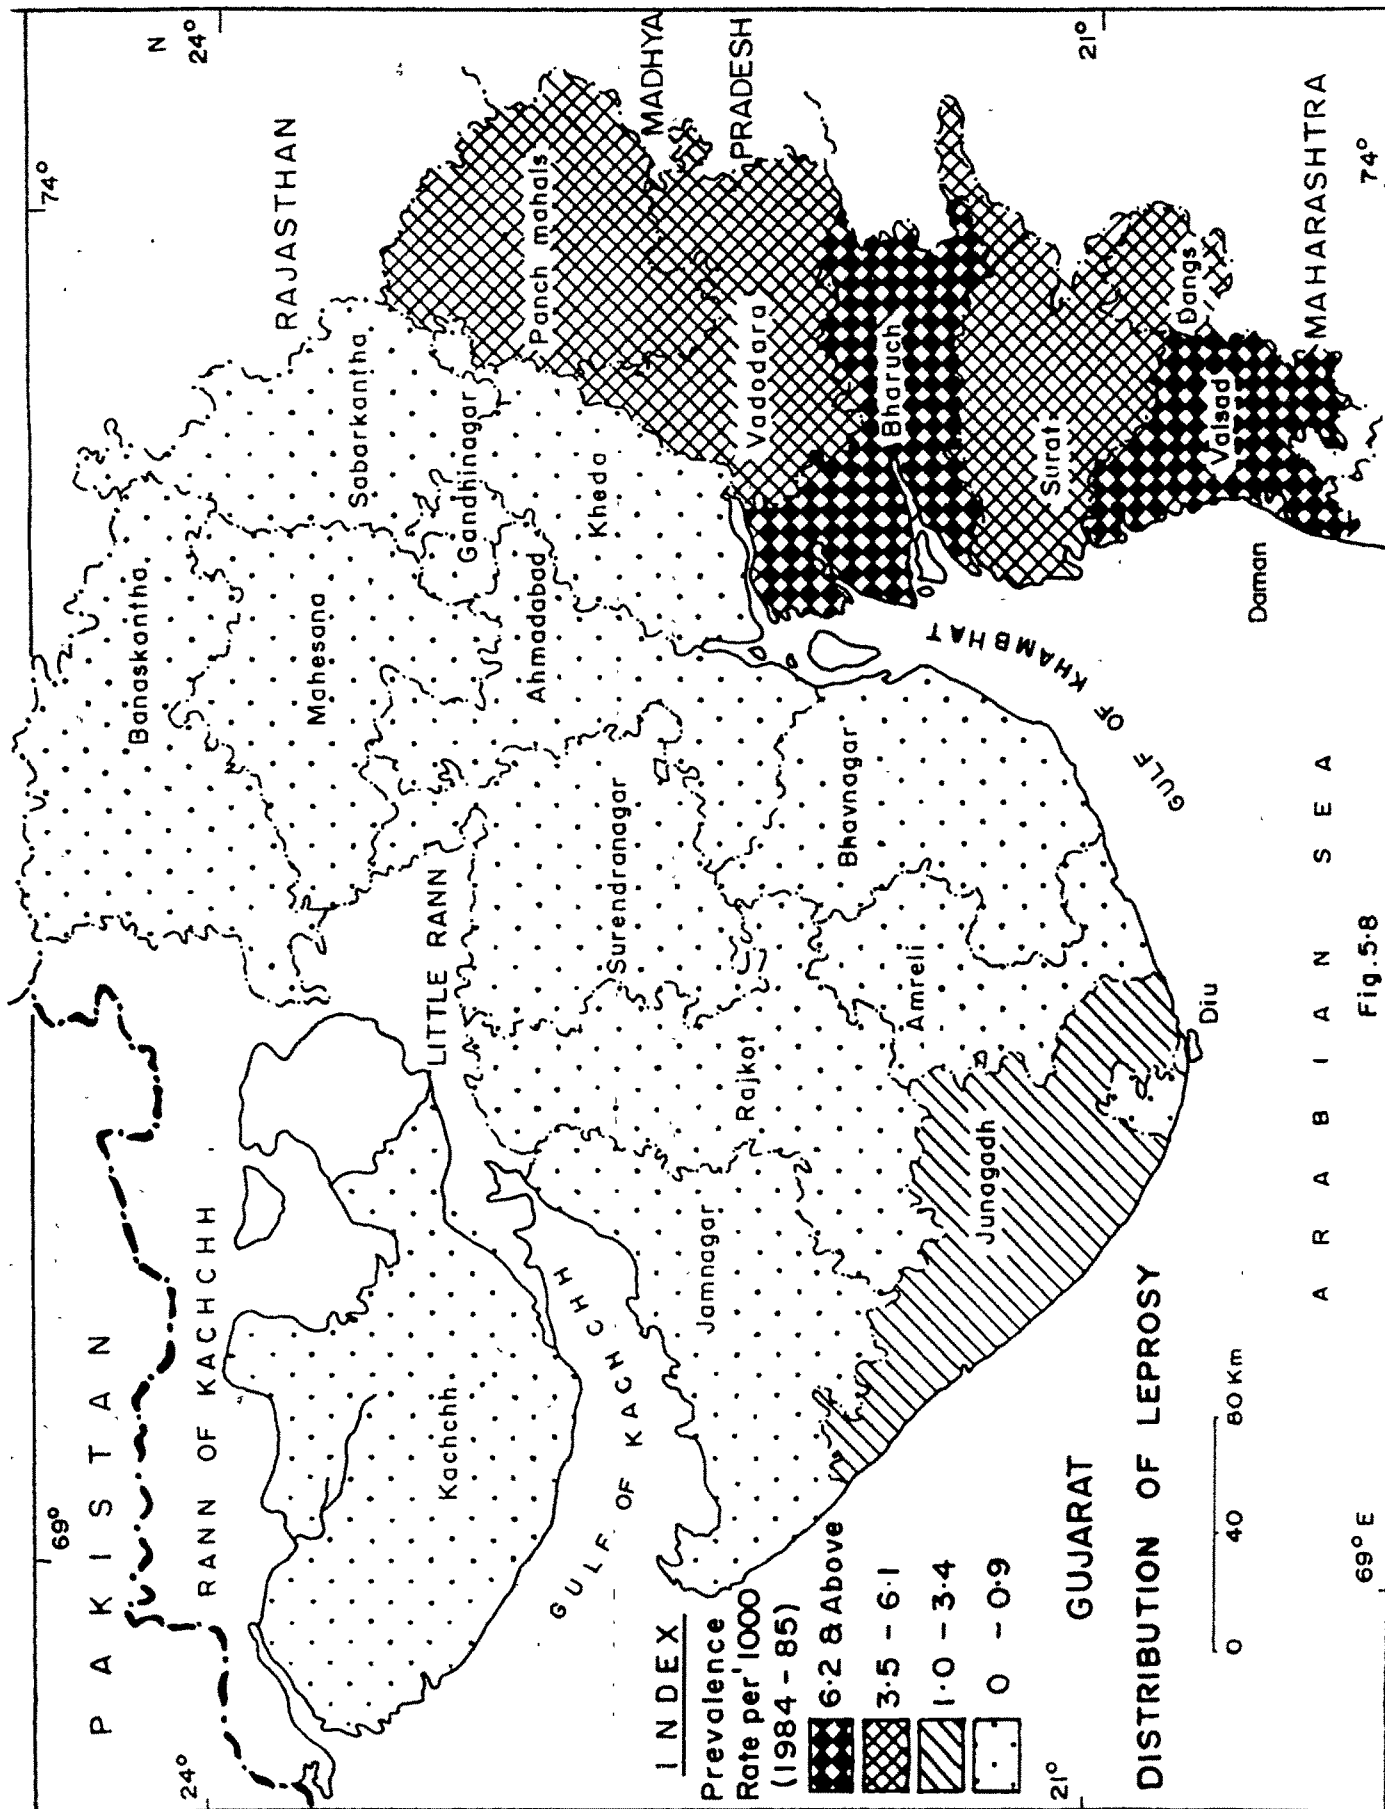 74°
69°
N
24°
24°
PAKISTAN
RANN OF KACHCHH
RAJASTHAN
Banaskantha
Mahesana
Sabarkantha
Gandhinagar
Ahmadabad
Kheda
Panch mahals
MADHYA
PRADESH
LITTLE RANN
Kachchh
GULF OF KACHCHH
Surendranagar
Rajkot
Jamnagar
Vadodara
Bhavnagar
Bharuch
Amreli
Junagadh
Surat
Dangs
Valsad
GULF OF KHAMBHAT
Diu
Daman
MAHARASHTRA
21°
21°
ARABIAN SEA
INDEX
Prevalence
Rate per '1000
(1984-85)
6·2 & Above
3·5 - 6·1
1·0 - 3·4
0 - 0·9
GUJARAT
DISTRIBUTION OF LEPROSY
0 40 80 Km
69° E
74°
Fig. 5·8